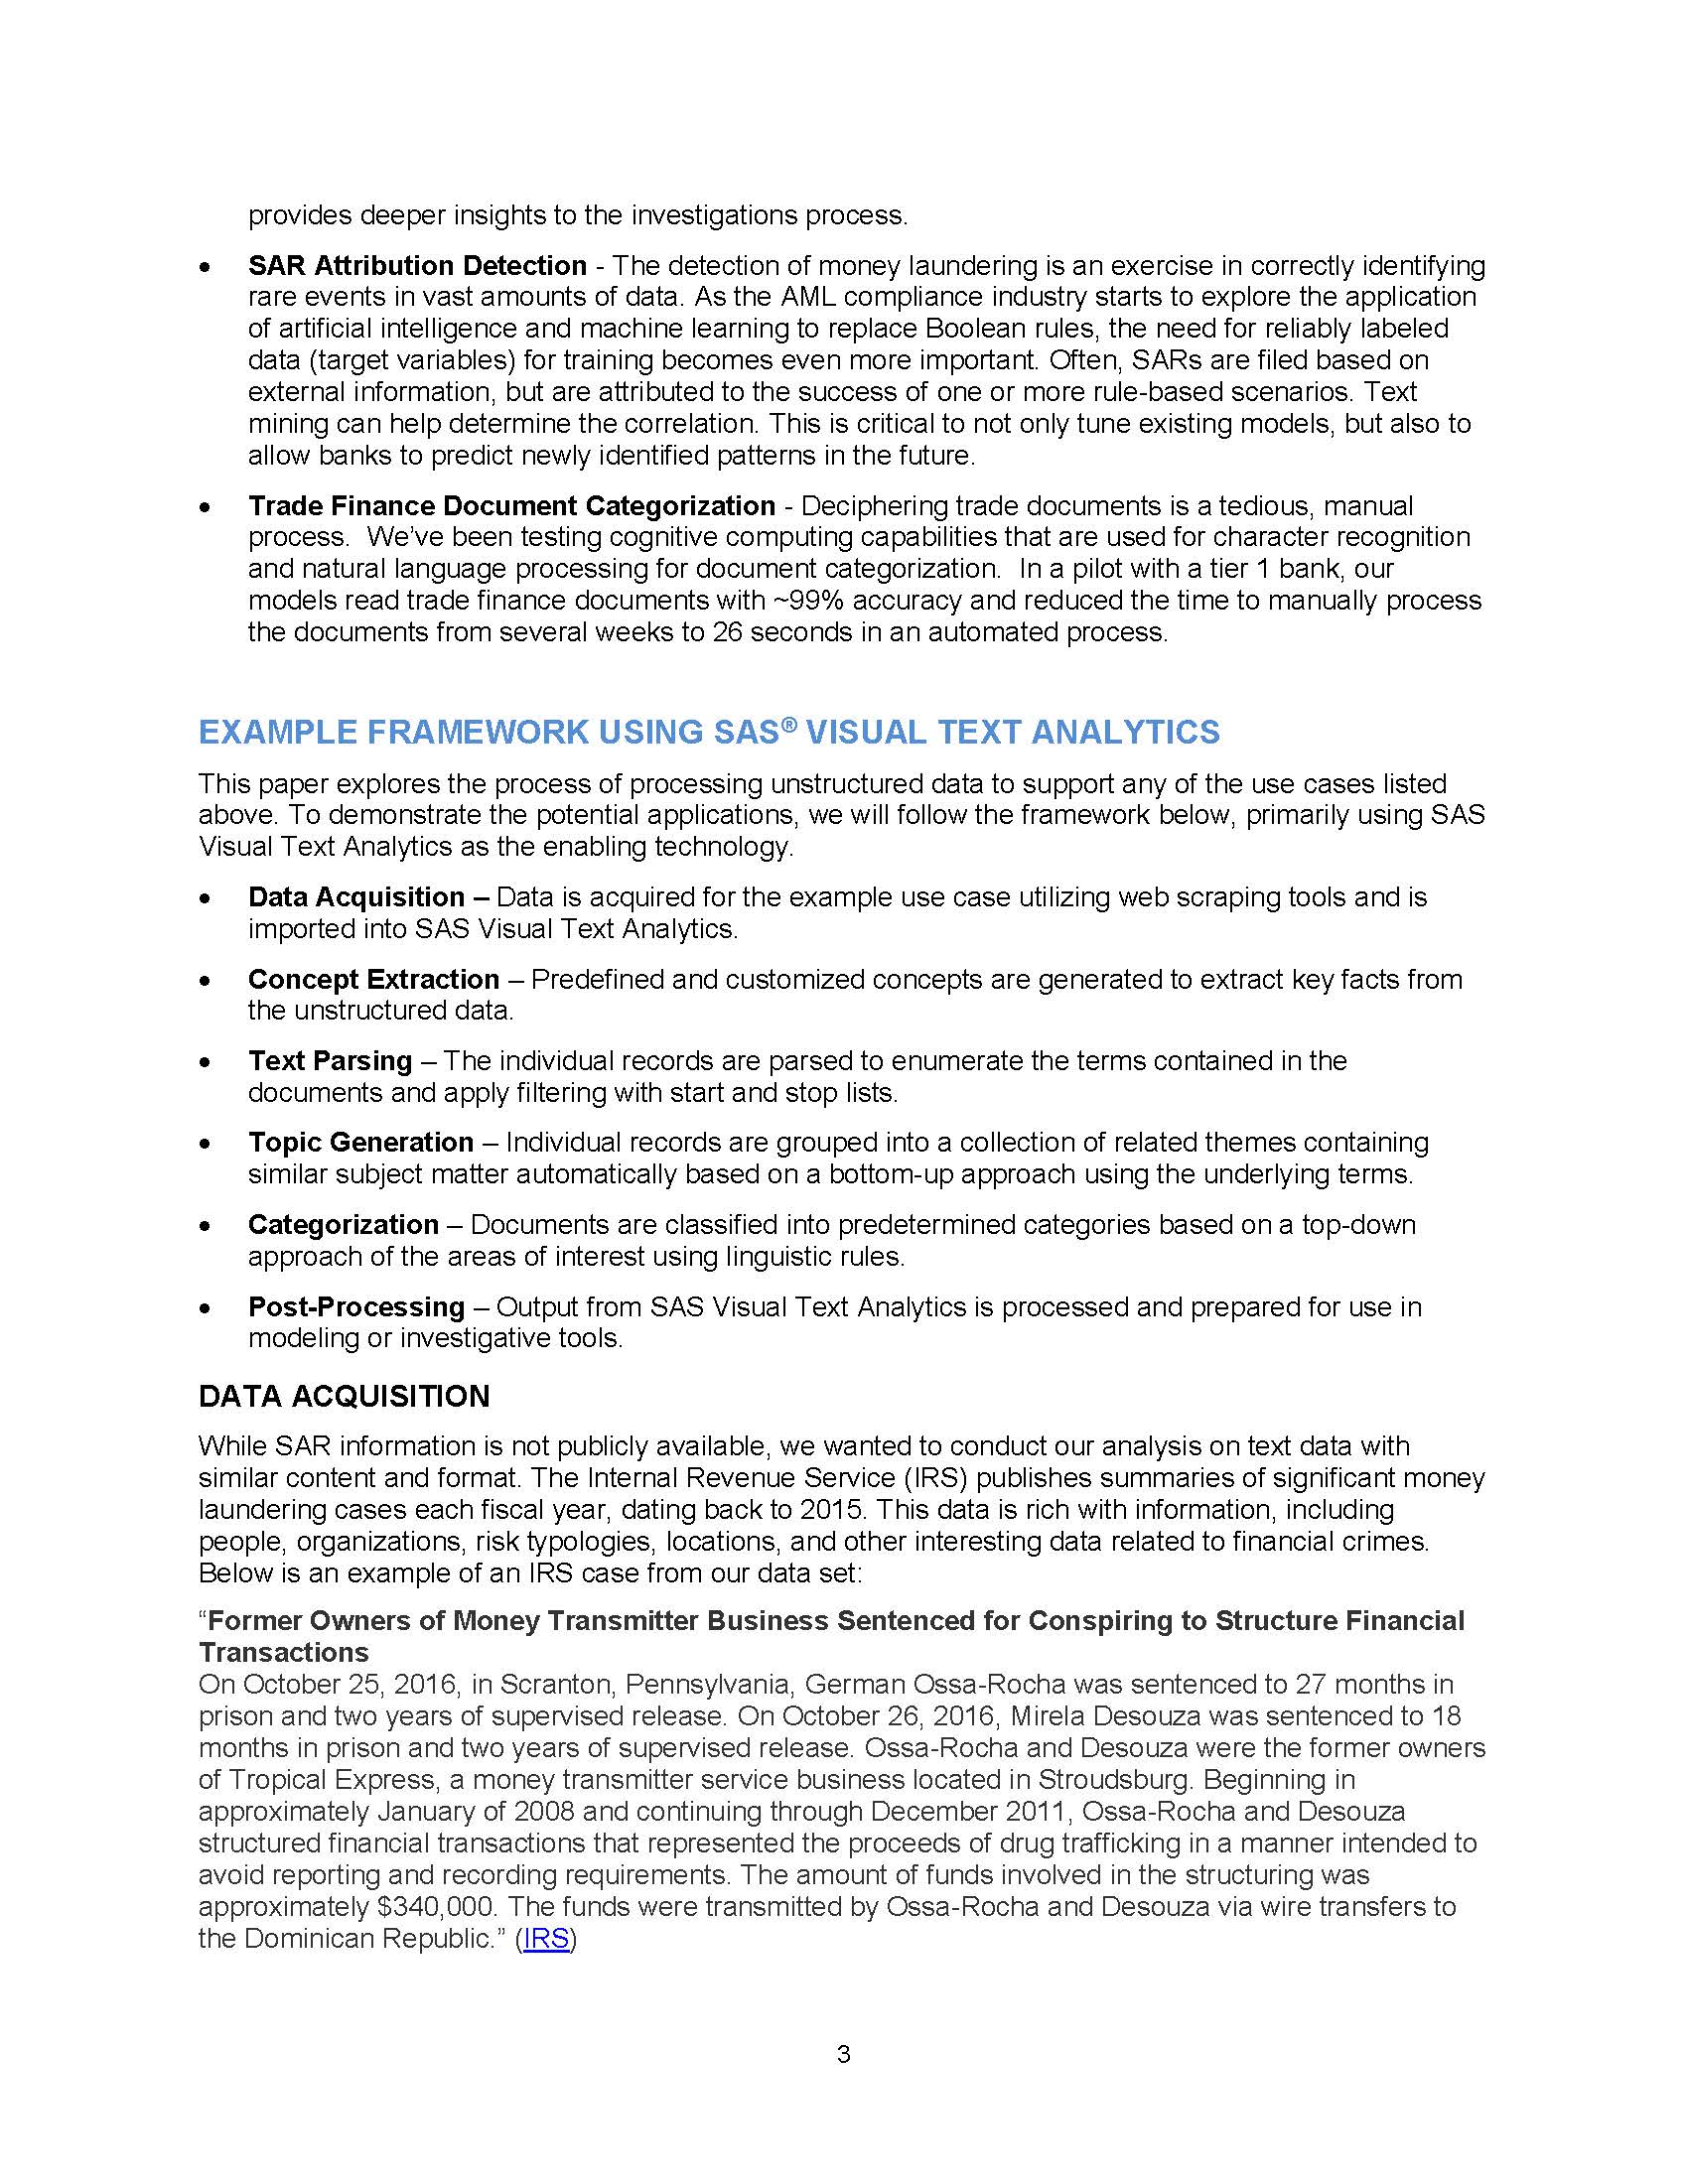 provides deeper insights to the investigations process.
• SAR Attribution Detection - The detection of money laundering is an exercise in correctly identifying
rare events in vast amounts of data. As the AML compliance industry starts to explore the application
of artificial intelligence and machine learning to replace Boolean rules, the need for reliably labeled
data (target variables) for training becomes even more important. Often, SARs are filed based on
external information, but are attributed to the success of one or more rule-based scenarios. Text
mining can help determine the correlation. This is critical to not only tune existing models, but also to
allow banks to predict newly identified patterns in the future.
• Trade Finance Document Categorization - Deciphering trade documents is a tedious, manual
process.  We’ve been testing cognitive computing capabilities that are used for character recognition
and natural language processing for document categorization.  In a pilot with a tier 1 bank, our
models read trade finance documents with ~99% accuracy and reduced the time to manually process
the documents from several weeks to 26 seconds in an automated process.
EXAMPLE FRAMEWORK USING SAS® VISUAL TEXT ANALYTICS
This paper explores the process of processing unstructured data to support any of the use cases listed
above. To demonstrate the potential applications, we will follow the framework below, primarily using SAS
Visual Text Analytics as the enabling technology.
• Data Acquisition – Data is acquired for the example use case utilizing web scraping tools and is
imported into SAS Visual Text Analytics.
• Concept Extraction – Predefined and customized concepts are generated to extract key facts from
the unstructured data.
• Text Parsing – The individual records are parsed to enumerate the terms contained in the
documents and apply filtering with start and stop lists.
• Topic Generation – Individual records are grouped into a collection of related themes containing
similar subject matter automatically based on a bottom-up approach using the underlying terms.
• Categorization – Documents are classified into predetermined categories based on a top-down
approach of the areas of interest using linguistic rules.
• Post-Processing – Output from SAS Visual Text Analytics is processed and prepared for use in
modeling or investigative tools.
DATA ACQUISITION
While SAR information is not publicly available, we wanted to conduct our analysis on text data with
similar content and format. The Internal Revenue Service (IRS) publishes summaries of significant money
laundering cases each fiscal year, dating back to 2015. This data is rich with information, including
people, organizations, risk typologies, locations, and other interesting data related to financial crimes.
Below is an example of an IRS case from our data set:
“Former Owners of Money Transmitter Business Sentenced for Conspiring to Structure Financial
Transactions
On October 25, 2016, in Scranton, Pennsylvania, German Ossa-Rocha was sentenced to 27 months in
prison and two years of supervised release. On October 26, 2016, Mirela Desouza was sentenced to 18
months in prison and two years of supervised release. Ossa-Rocha and Desouza were the former owners
of Tropical Express, a money transmitter service business located in Stroudsburg. Beginning in
approximately January of 2008 and continuing through December 2011, Ossa-Rocha and Desouza
structured financial transactions that represented the proceeds of drug trafficking in a manner intended to
avoid reporting and recording requirements. The amount of funds involved in the structuring was
approximately $340,000. The funds were transmitted by Ossa-Rocha and Desouza via wire transfers to
the Dominican Republic.” (IRS)
3